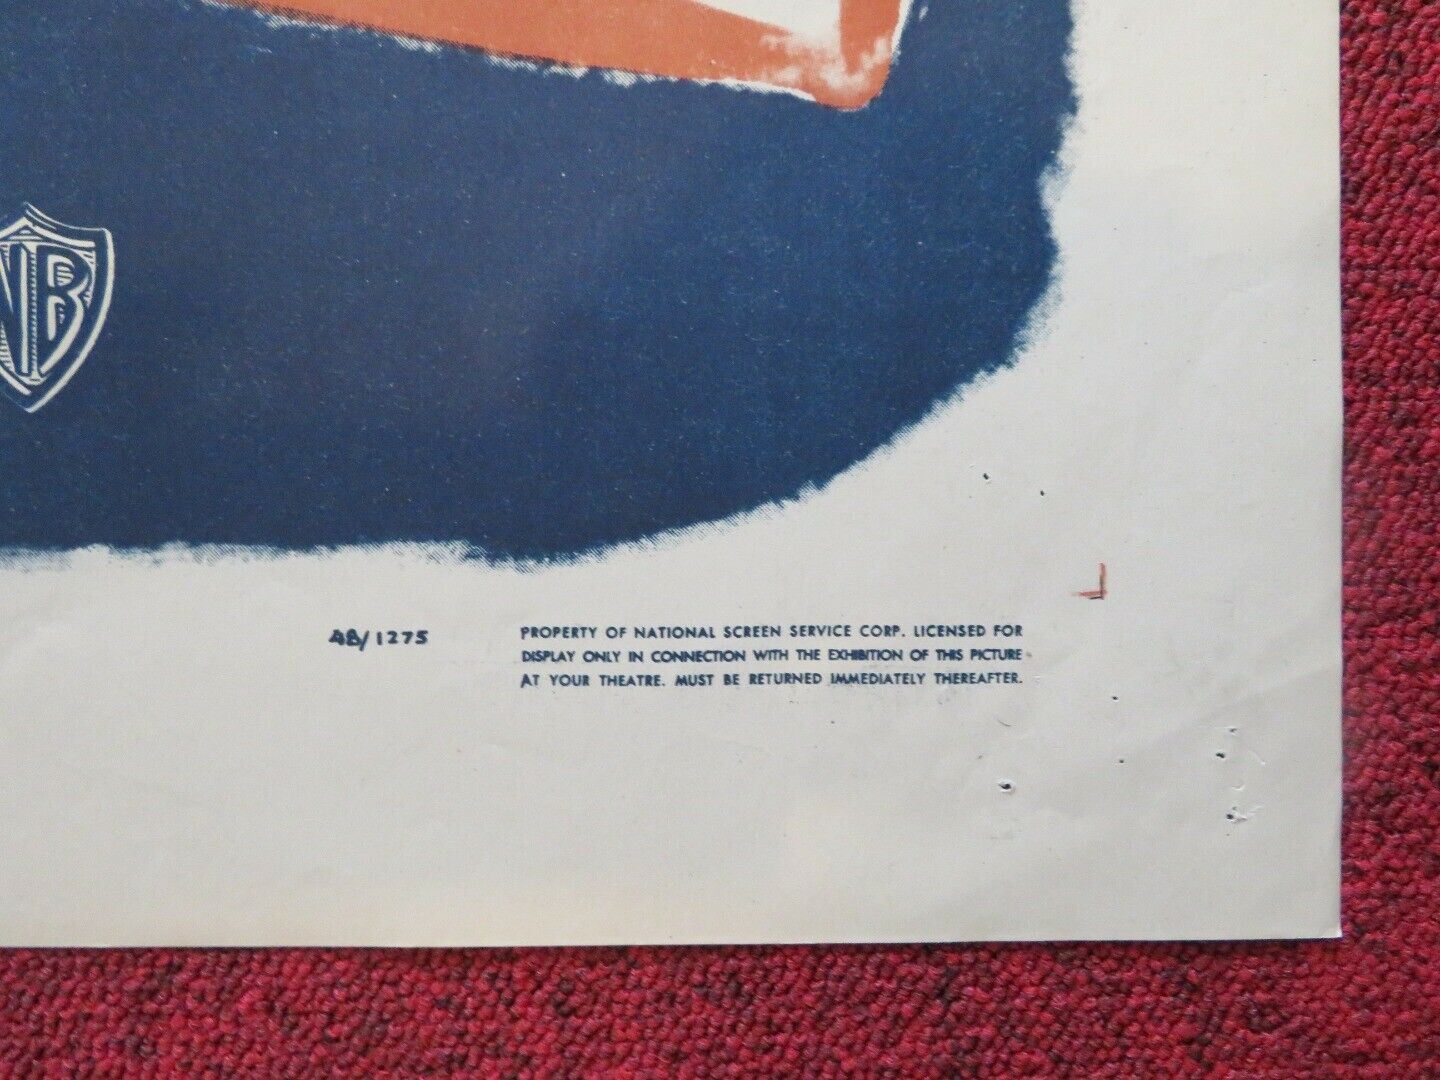 WB
48/1275
PROPERTY OF NATIONAL SCREEN SERVICE CORP. LICENSED FOR
DISPLAY ONLY IN CONNECTION WITH THE EXHIBITION OF THIS PICTURE
AT YOUR THEATRE. MUST BE RETURNED IMMEDIATELY THEREAFTER.